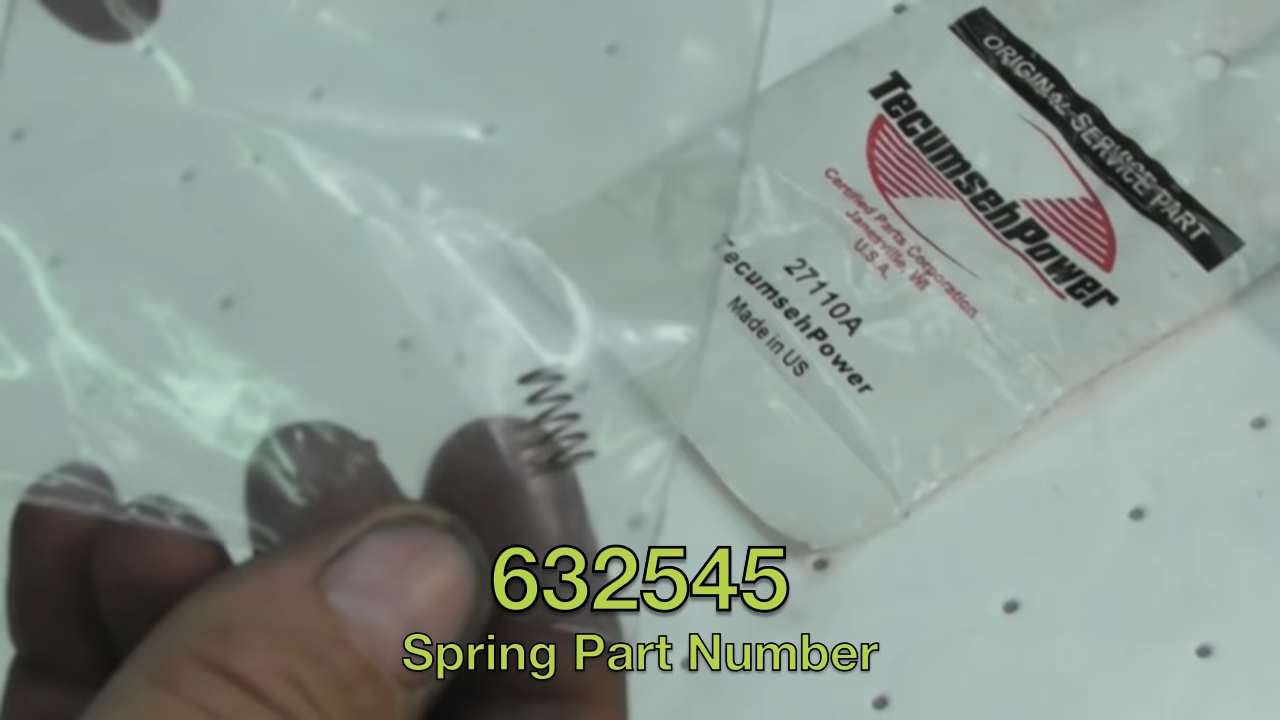 ORIGINAL SERVICE PART
TecumsehPower
Certified Parts Corporation
Janesville, WI
U.S.A.
27110A
TecumsehPower
Made in US
632545
Spring Part Number